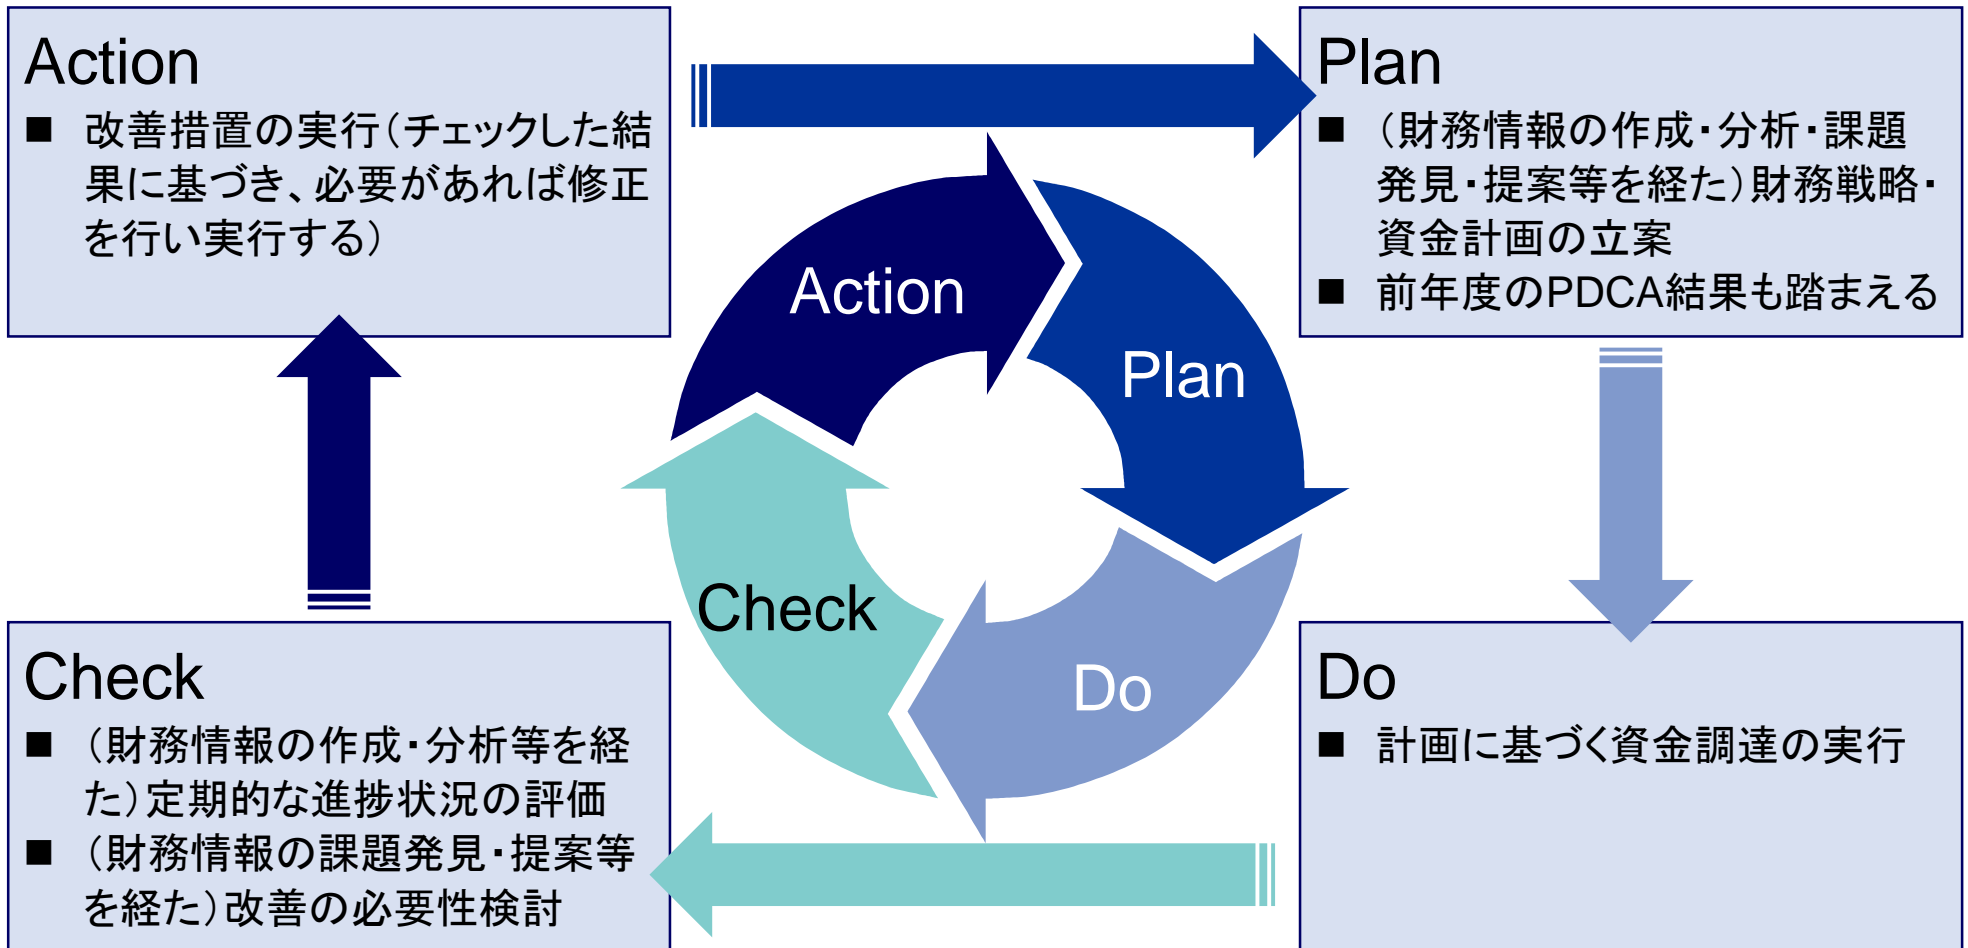 Action
■ 改善措置の実行（チェックした結
果に基づき、必要があれば修正
を行い実行する）
Plan
■ （財務情報の作成・分析・課題
発見・提案等を経た）財務戦略・
資金計画の立案
■ 前年度のPDCA結果も踏まえる
Action
Plan
Check
Do
Check
■ （財務情報の作成・分析等を経
た）定期的な進捗状況の評価
■ （財務情報の課題発見・提案等
を経た）改善の必要性検討
Do
■ 計画に基づく資金調達の実行